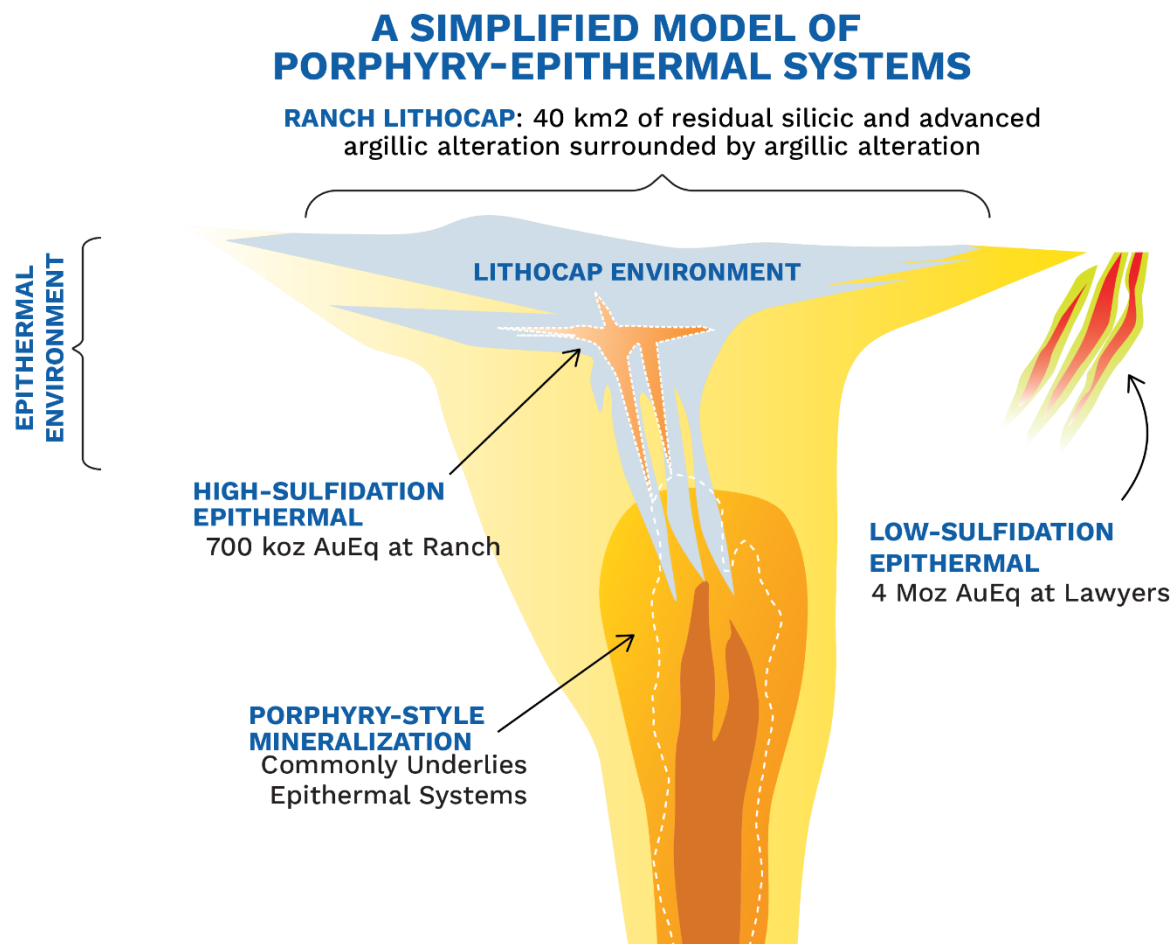 A SIMPLIFIED MODEL OF
PORPHYRY-EPITHERMAL SYSTEMS
RANCH LITHOCAP: 40 km2 of residual silicic and advanced
argillic alteration surrounded by argillic alteration
EPITHERMAL
ENVIRONMENT
LITHOCAP ENVIRONMENT
HIGH-SULFIDATION
EPITHERMAL
700 koz AuEq at Ranch
LOW-SULFIDATION
EPITHERMAL
4 Moz AuEq at Lawyers
PORPHYRY-STYLE
MINERALIZATION
Commonly Underlies
Epithermal Systems